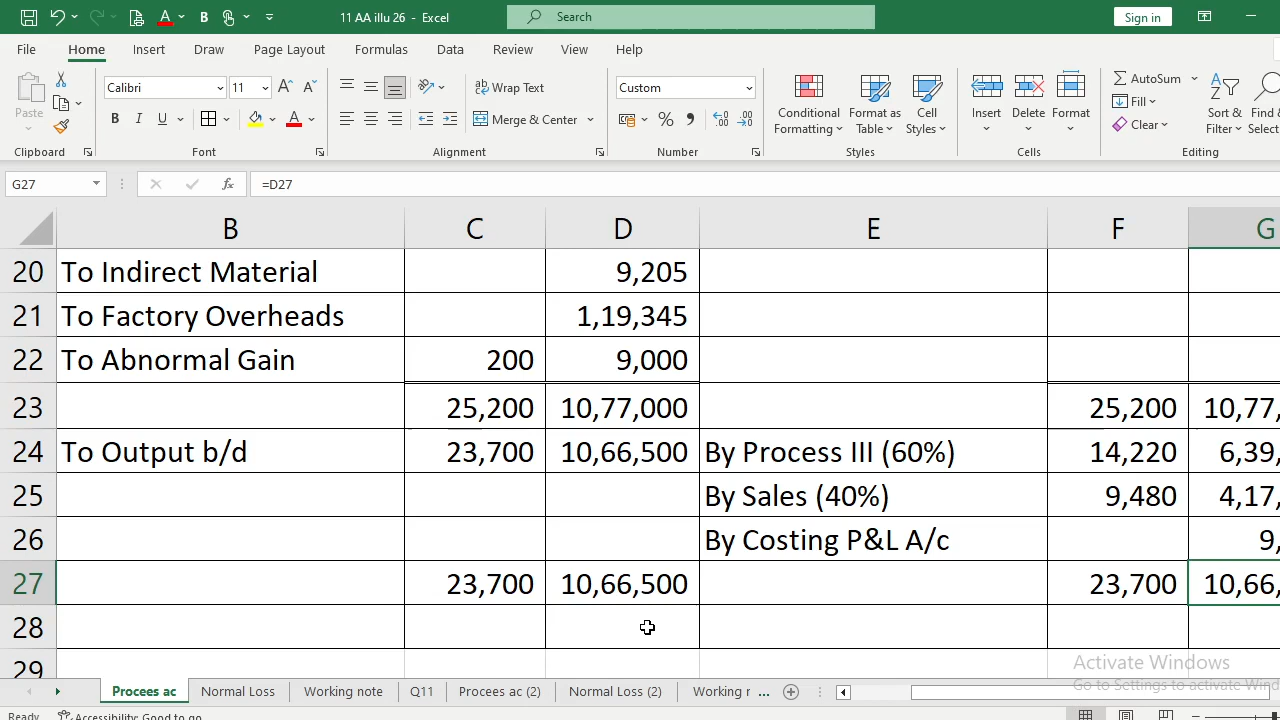 11 AA illu 26 - Excel
Search
Sign in
File Home Insert Draw Page Layout Formulas Data Review View Help
Calibri 11
Wrap Text
Custom
AutoSum
Paste
Conditional Formatting
Format as Table
Cell Styles
Insert Delete Format
Fill
Sort & Filter
Find & Select
B I U
Merge & Center
Clear
Clipboard Font Alignment Number Styles Cells Editing
G27 fx =D27
B C D E F G
20 To Indirect Material 9,205
21 To Factory Overheads 1,19,345
22 To Abnormal Gain 200 9,000
23 25,200 10,77,000 25,200 10,77,
24 To Output b/d 23,700 10,66,500 By Process III (60%) 14,220 6,39,
25 By Sales (40%) 9,480 4,17,
26 By Costing P&L A/c 9,
27 23,700 10,66,500 23,700 10,66,
28
29
Activate Windows
Go to Settings to activate Wind
Procees ac Normal Loss Working note Q11 Procees ac (2) Normal Loss (2) Working r ...
Ready Accessibility: Good to go